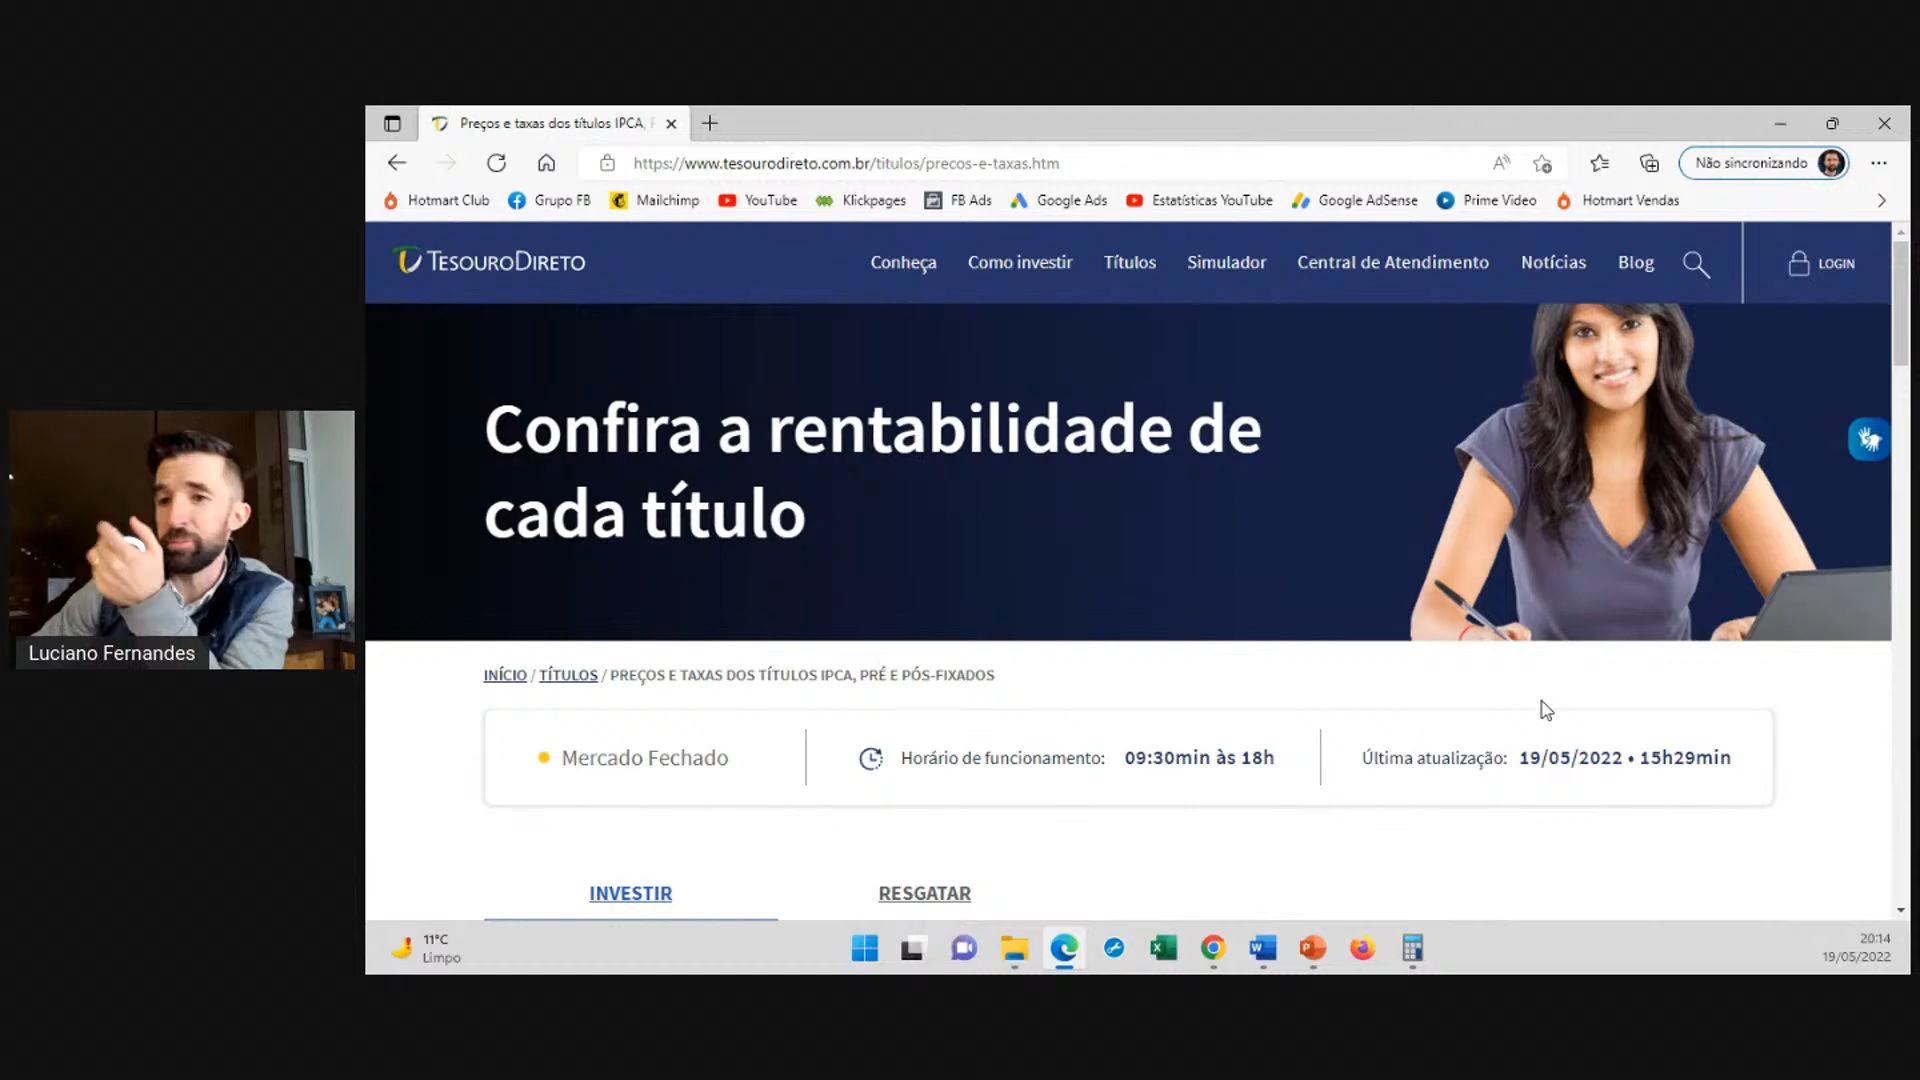 Preços e taxas dos títulos IPCA,
https://www.tesourodireto.com.br/titulos/precos-e-taxas.htm
Não sincronizando
Hotmart Club
Grupo FB
Mailchimp
YouTube
Klickpages
FB Ads
Google Ads
Estatísticas YouTube
Google AdSense
Prime Video
Hotmart Vendas
TESOURODIRETO
Conheça
Como investir
Títulos
Simulador
Central de Atendimento
Notícias
Blog
LOGIN
Confira a rentabilidade de
cada título
Luciano Fernandes
INÍCIO / TÍTULOS / PREÇOS E TAXAS DOS TÍTULOS IPCA, PRÉ E PÓS-FIXADOS
Mercado Fechado
Horário de funcionamento: 09:30min às 18h
Última atualização: 19/05/2022 • 15h29min
INVESTIR
RESGATAR
11°C
Limpo
20:14
19/05/2022